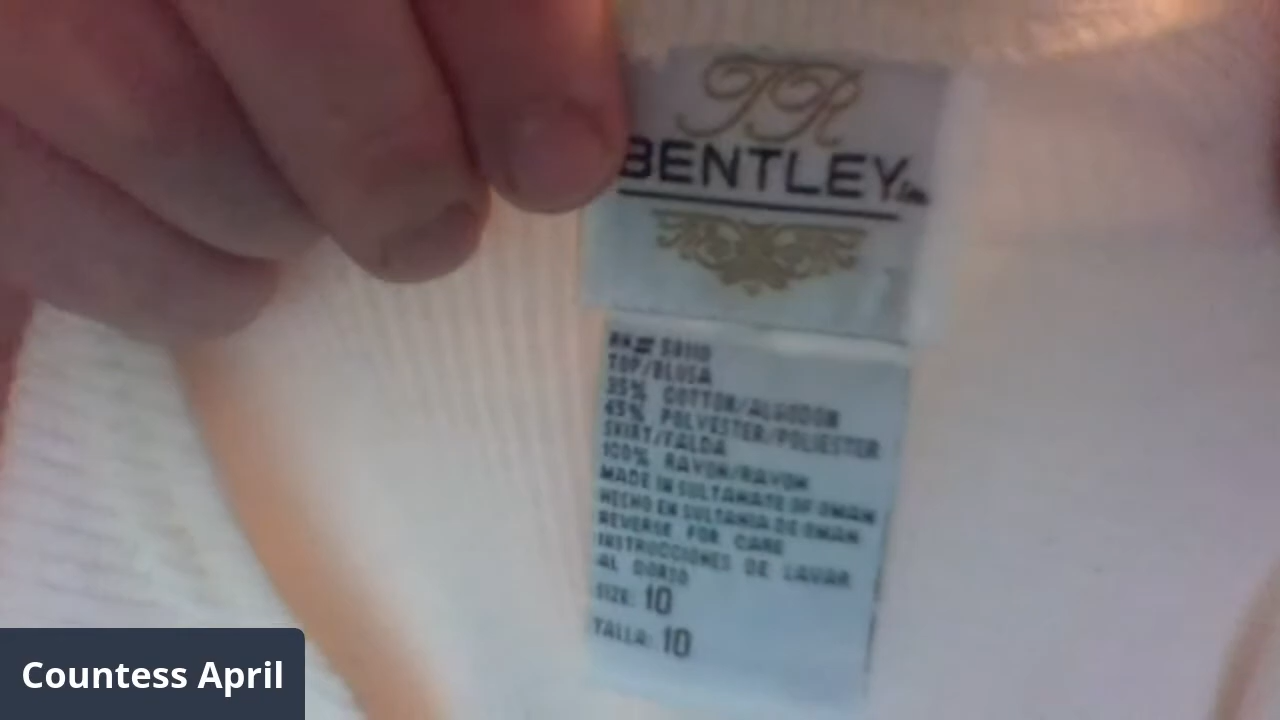 TR
BENTLEY
TOP/BLUSA
COTTON/ALGODON
POLYESTER/POLIESTER
SKIRT/FALDA
100% RAYON/RAYON
MADE IN SULTANATE OF OMAN
HECHO EN SULTANIA DE OMAN
REVERSE FOR CARE
INSTRUCCIONES DE LAVAR
AL DORSO
SIZE: 10
TALLA: 10
Countess April